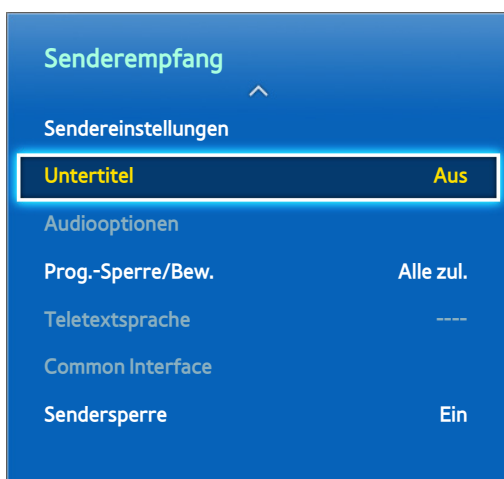 Senderempfang
Sendereinstellungen
Untertitel Aus
Audiooptionen
Prog.-Sperre/Bew. Alle zul.
Teletextsprache ----
Common Interface
Sendersperre Ein